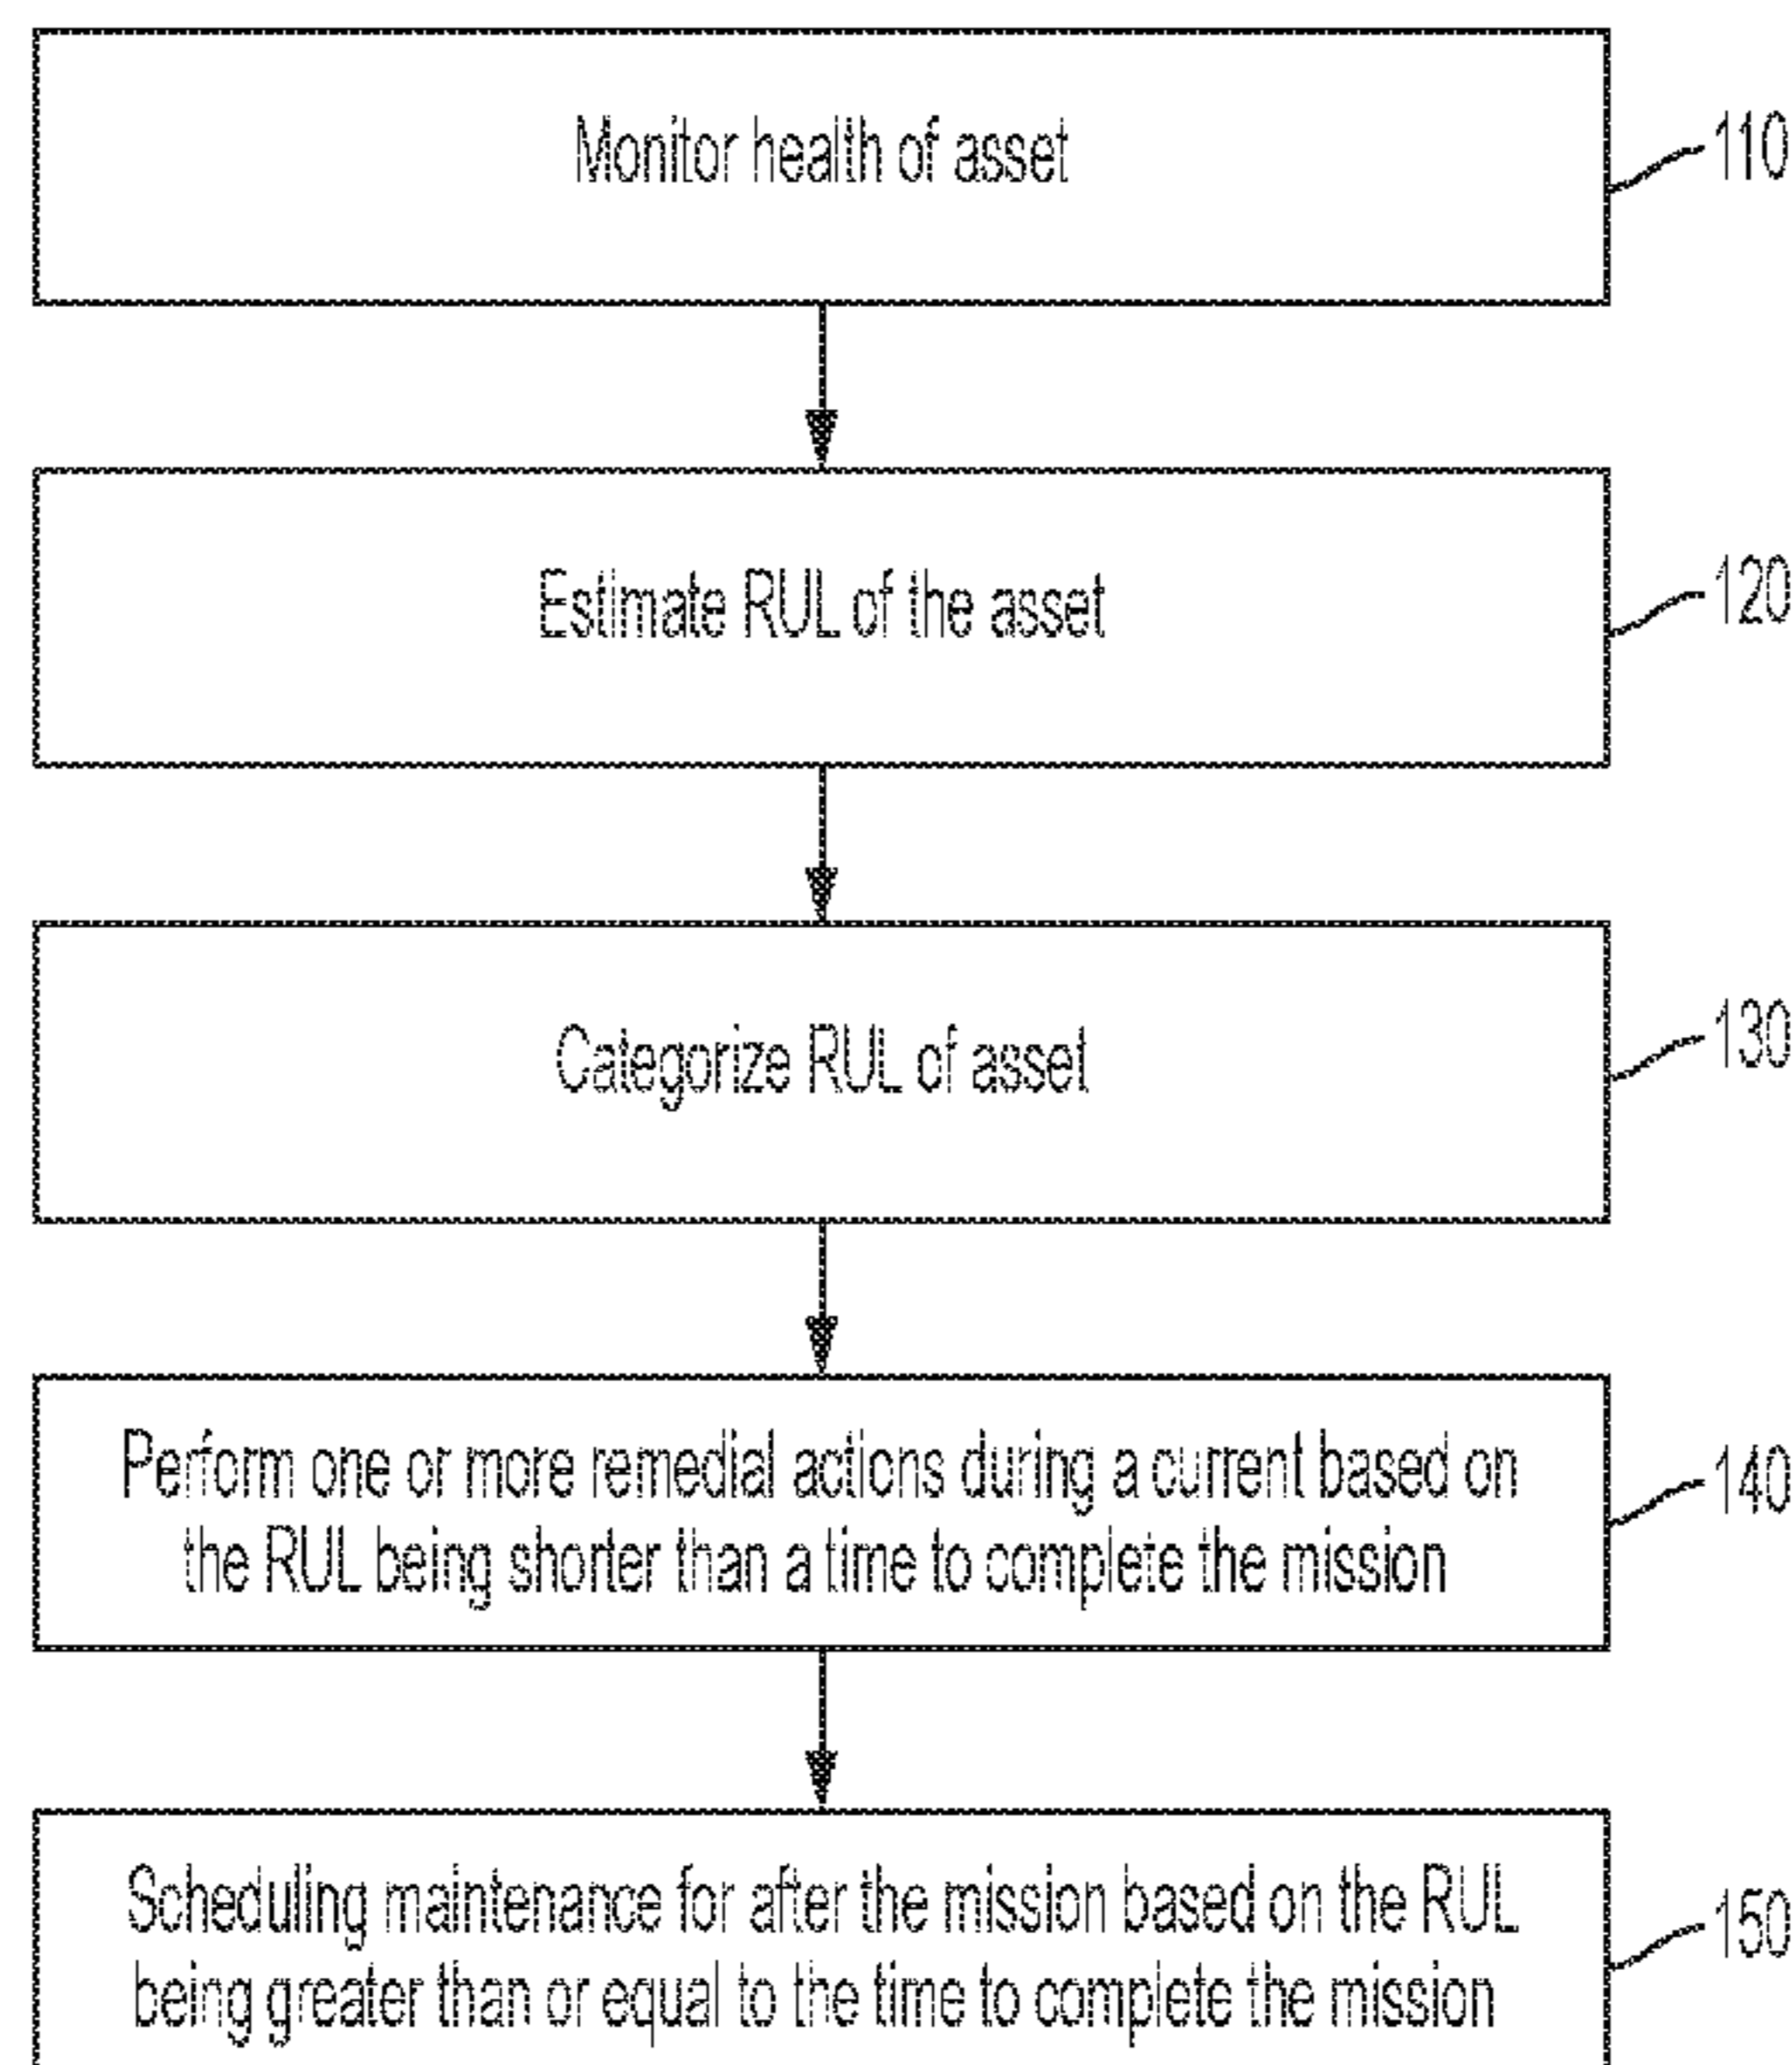 Monitor health of asset
110
Estimate RUL of the asset
120
Categorize RUL of asset
130
Perform one or more remedial actions during a current based on
the RUL being shorter than a time to complete the mission
140
Scheduling maintenance for after the mission based on the RUL
being greater than or equal to the time to complete the mission
150